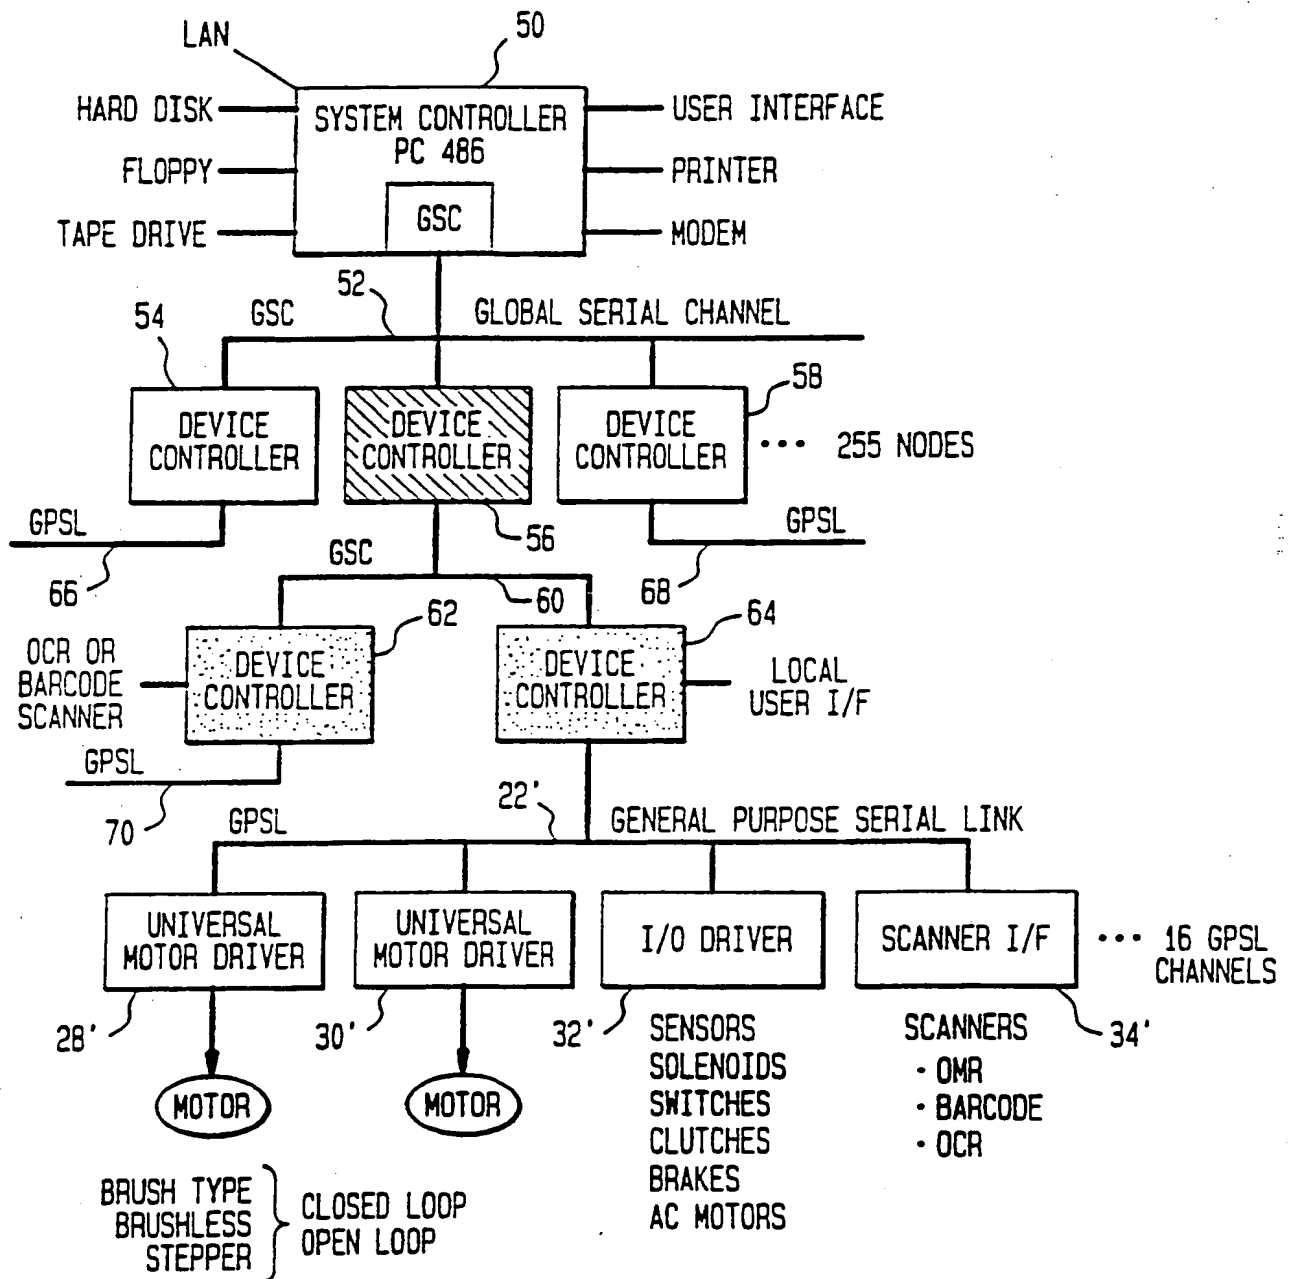 LAN
50
HARD DISK
FLOPPY
TAPE DRIVE
SYSTEM CONTROLLER
PC 486
GSC
USER INTERFACE
PRINTER
MODEM
52
54
GSC
GLOBAL SERIAL CHANNEL
58
DEVICE
CONTROLLER
DEVICE
CONTROLLER
DEVICE
CONTROLLER
••• 255 NODES
GPSL
66
56
GPSL
68
GSC
60
62
64
OCR OR
BARCODE
SCANNER
DEVICE
CONTROLLER
DEVICE
CONTROLLER
LOCAL
USER I/F
GPSL
70
22'
GPSL
GENERAL PURPOSE SERIAL LINK
UNIVERSAL
MOTOR DRIVER
UNIVERSAL
MOTOR DRIVER
I/O DRIVER
SCANNER I/F
••• 16 GPSL
CHANNELS
28'
30'
32'
34'
MOTOR
MOTOR
SENSORS
SOLENOIDS
SWITCHES
CLUTCHES
BRAKES
AC MOTORS
SCANNERS
• OMR
• BARCODE
• OCR
BRUSH TYPE
BRUSHLESS
STEPPER
CLOSED LOOP
OPEN LOOP